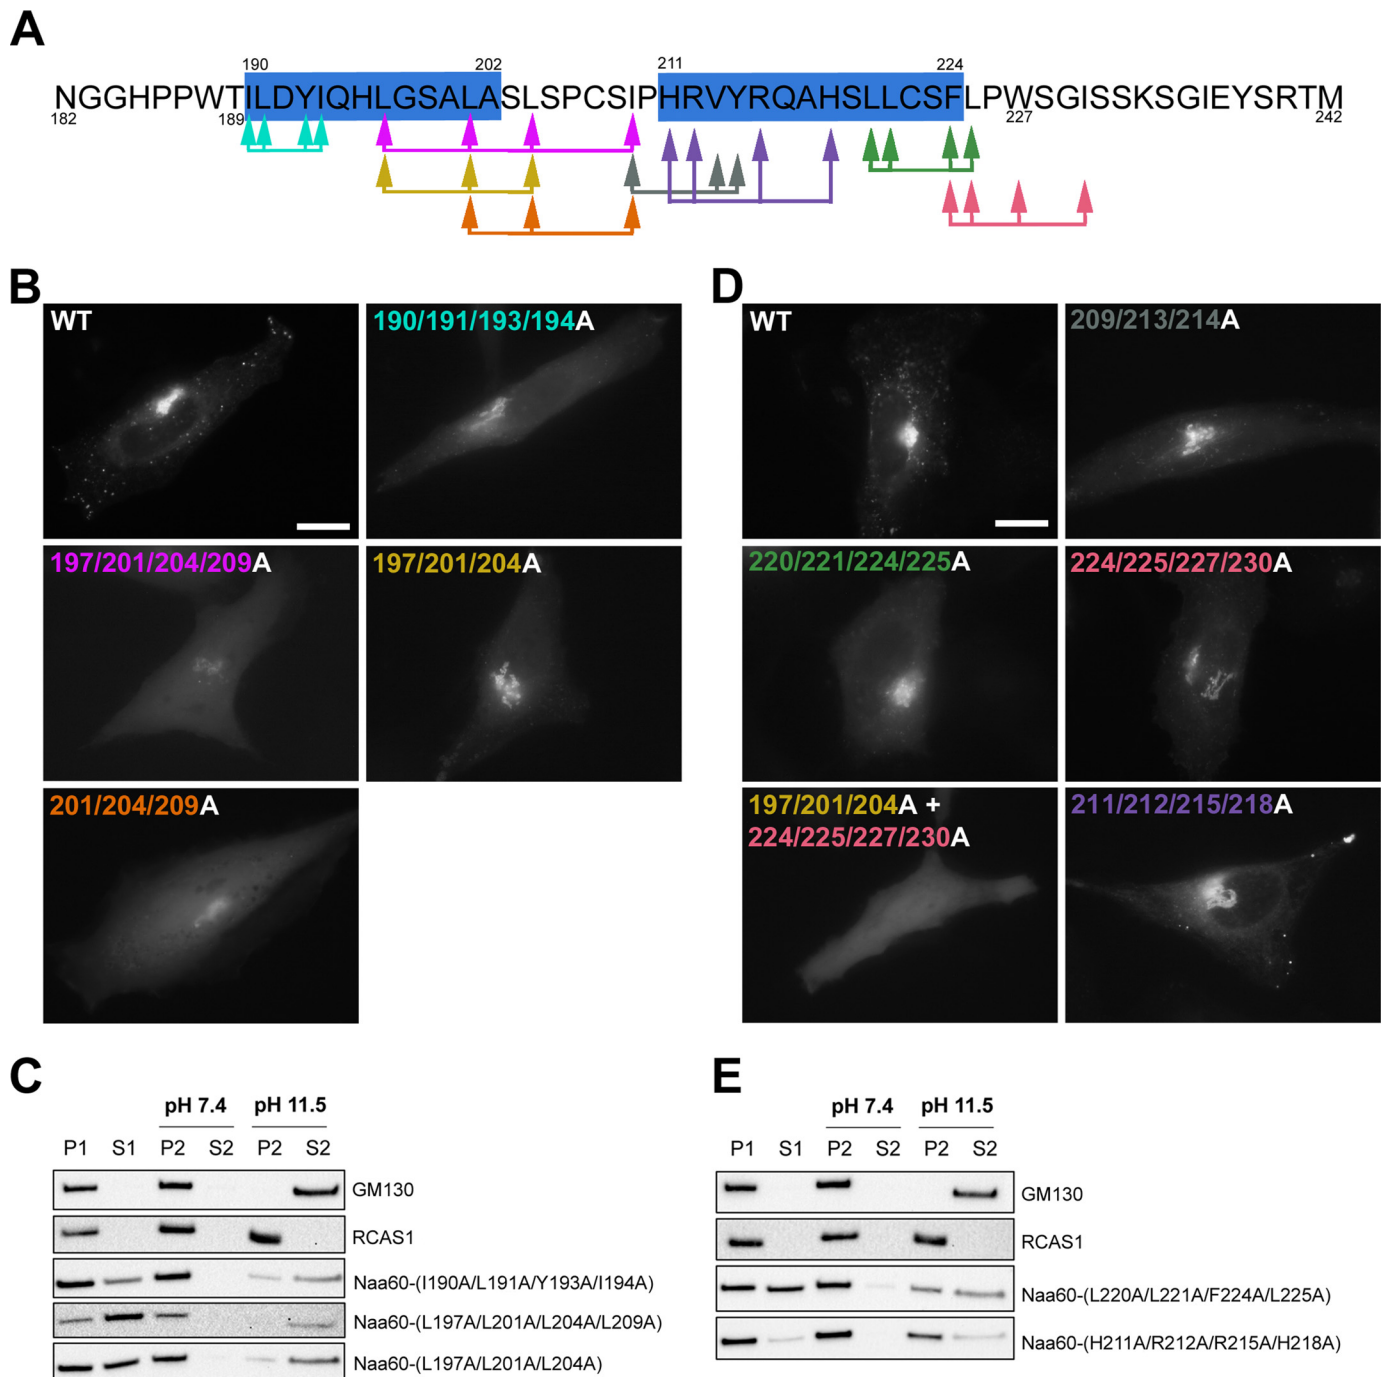 A
190 202 211 224
NGGHPPWTILDYIQHLGSALASLSPCSIPHRVYRQAHSLLCSFLPWSGISSKSGIEYSRTM
182 189 227 242
B
WT
190/191/193/194A
197/201/204/209A
197/201/204A
201/204/209A
D
WT
209/213/214A
220/221/224/225A
224/225/227/230A
197/201/204A +
224/225/227/230A
211/212/215/218A
C
pH 7.4 pH 11.5
P1 S1 P2 S2 P2 S2
GM130
RCAS1
Naa60-(I190A/L191A/Y193A/I194A)
Naa60-(L197A/L201A/L204A/L209A)
Naa60-(L197A/L201A/L204A)
E
pH 7.4 pH 11.5
P1 S1 P2 S2 P2 S2
GM130
RCAS1
Naa60-(L220A/L221A/F224A/L225A)
Naa60-(H211A/R212A/R215A/H218A)